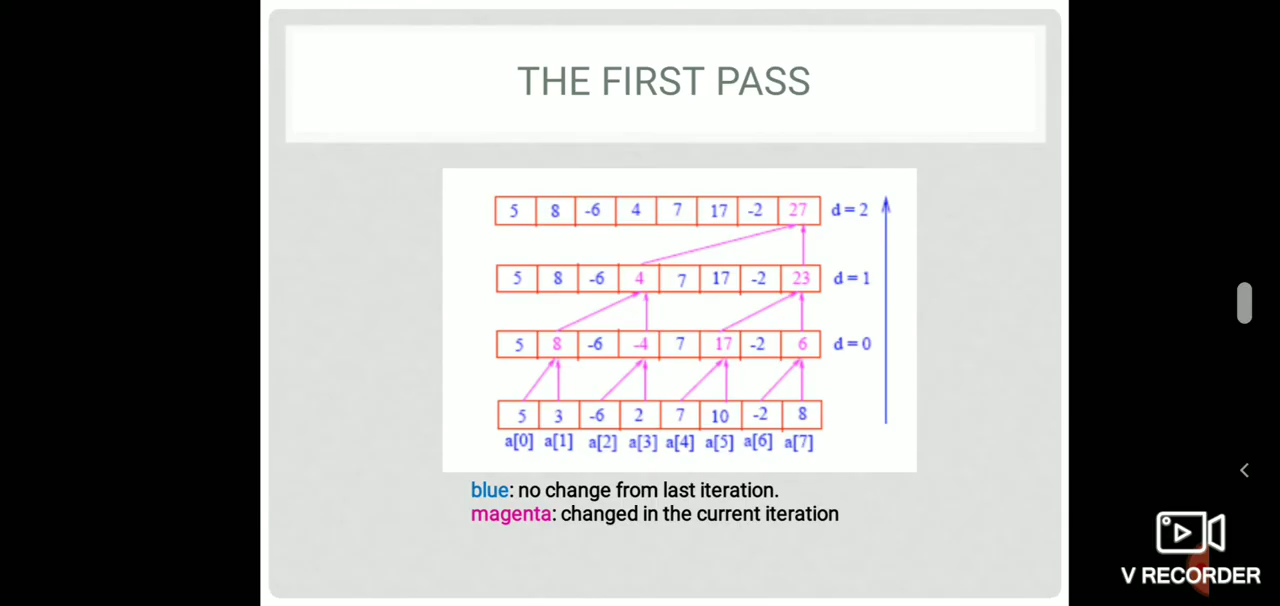 THE FIRST PASS
5 8 -6 4 7 17 -2 27 d = 2
5 8 -6 4 7 17 -2 23 d = 1
5 8 -6 -4 7 17 -2 6 d = 0
5 3 -6 2 7 10 -2 8
a[0] a[1] a[2] a[3] a[4] a[5] a[6] a[7]
blue: no change from last iteration.
magenta: changed in the current iteration
V RECORDER